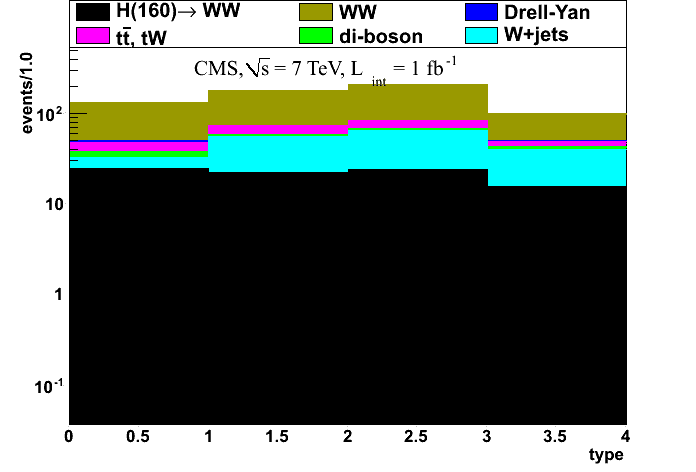 H(160)→ WW WW Drell-Yan
tt̅, tW di-boson W+jets
CMS, √s = 7 TeV, L_int = 1 fb⁻¹
events/1.0
10²
10
1
10⁻¹
0 0.5 1 1.5 2 2.5 3 3.5 4
type